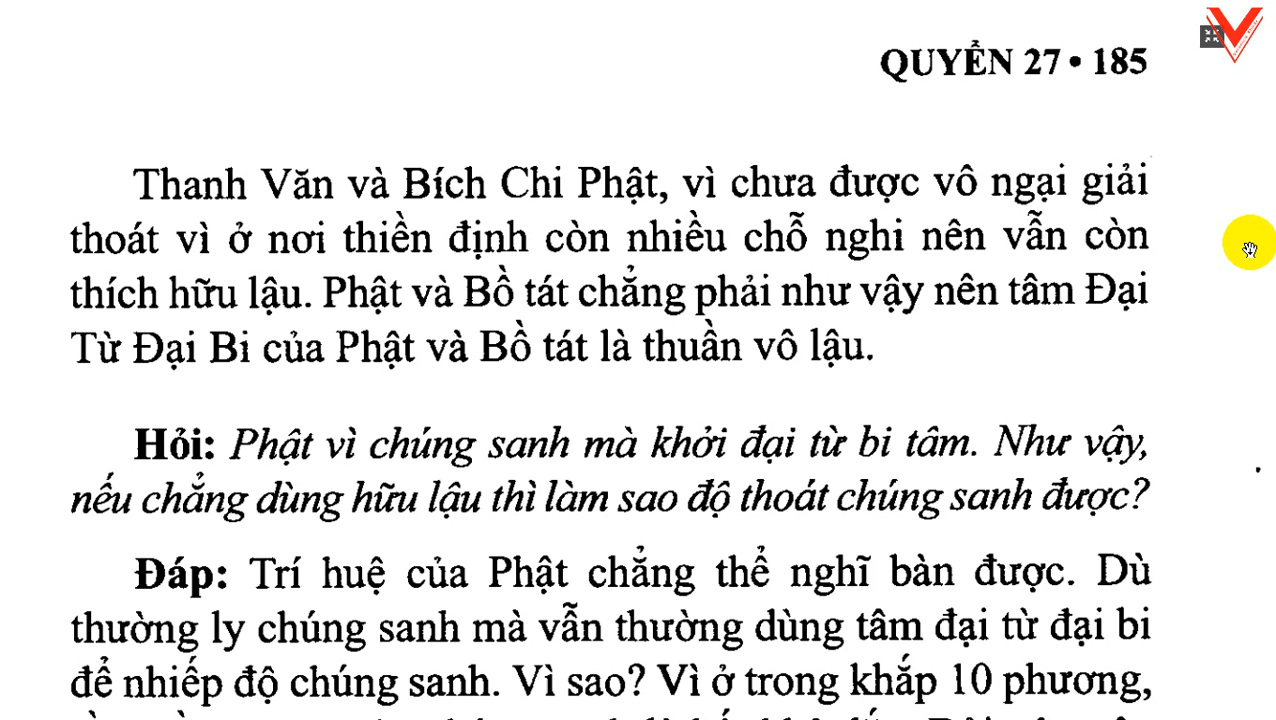 QUYỂN 27 • 185
Thanh Văn và Bích Chi Phật, vì chưa được vô ngại giải
thoát vì ở nơi thiền định còn nhiều chỗ nghi nên vẫn còn
thích hữu lậu. Phật và Bồ tát chẳng phải như vậy nên tâm Đại
Từ Đại Bi của Phật và Bồ tát là thuần vô lậu.
Hỏi: Phật vì chúng sanh mà khởi đại từ bi tâm. Như vậy,
nếu chẳng dùng hữu lậu thì làm sao độ thoát chúng sanh được?
Đáp: Trí huệ của Phật chẳng thể nghĩ bàn được. Dù
thường ly chúng sanh mà vẫn thường dùng tâm đại từ đại bi
để nhiếp độ chúng sanh. Vì sao? Vì ở trong khắp 10 phương,